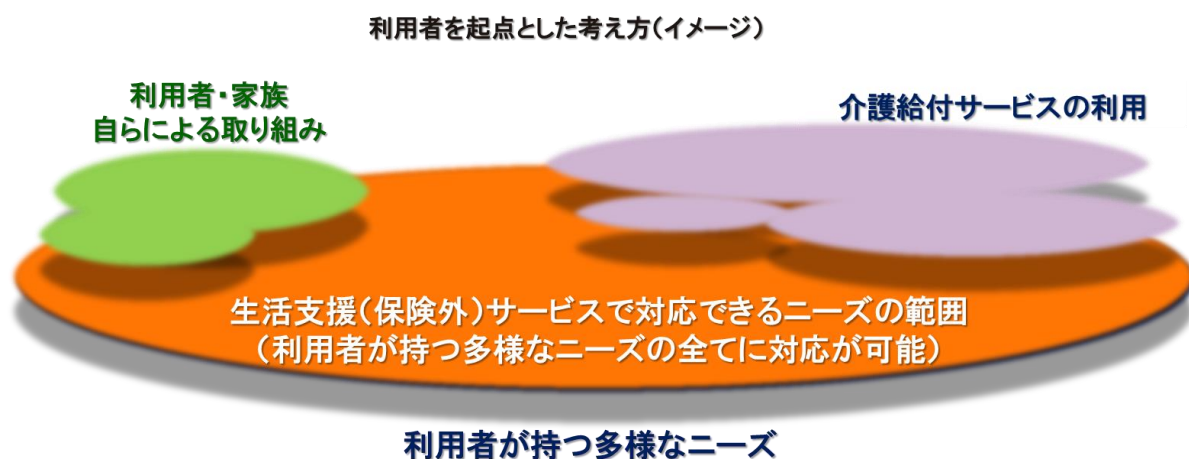 利用者を起点とした考え方（イメージ）
利用者・家族
自らによる取り組み
介護給付サービスの利用
生活支援（保険外）サービスで対応できるニーズの範囲
（利用者が持つ多様なニーズの全てに対応が可能）
利用者が持つ多様なニーズ